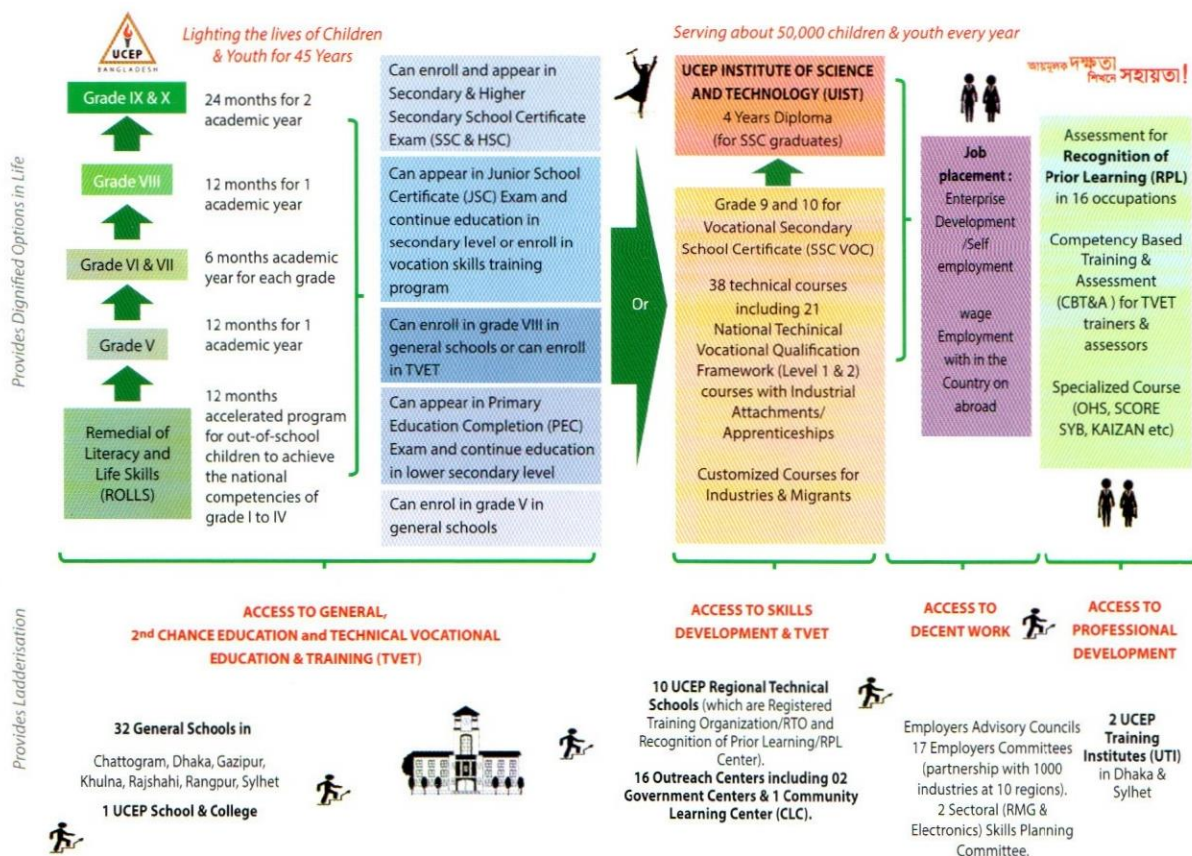 UCEP
BANGLADESH
Lighting the lives of Children
& Youth for 45 Years
Serving about 50,000 children & youth every year
আয়মূলক দক্ষতা
শিখনে সহায়তা!
Provides Dignified Options in Life
Grade IX & X
24 months for 2
academic year
Grade VIII
12 months for 1
academic year
Grade VI & VII
6 months academic
year for each grade
Grade V
12 months for 1
academic year
Remedial of
Literacy and
Life Skills
(ROLLS)
12 months
accelerated program
for out-of-school
children to achieve
the national
competencies of
grade I to IV
Can enroll and appear in
Secondary & Higher
Secondary School Certificate
Exam (SSC & HSC)
Can appear in Junior School
Certificate (JSC) Exam and
continue education in
secondary level or enroll in
vocation skills training
program
Can enroll in grade VIII in
general schools or can enroll
in TVET
Can appear in Primary
Education Completion (PEC)
Exam and continue education
in lower secondary level
Can enrol in grade V in
general schools
Or
UCEP INSTITUTE OF SCIENCE
AND TECHNOLOGY (UIST)
4 Years Diploma
(for SSC graduates)
Grade 9 and 10 for
Vocational Secondary
School Certificate (SSC VOC)
38 technical courses
including 21
National Techinical
Vocational Qualification
Framework (Level 1 & 2)
courses with Industrial
Attachments/
Apprenticeships
Customized Courses for
Industries & Migrants
Job
placement :
Enterprise
Development
/Self
employment
wage
Employment
with in the
Country on
abroad
Assessment for
Recognition of
Prior Learning (RPL)
in 16 occupations
Competency Based
Training &
Assessment
(CBT&A ) for TVET
trainers &
assessors
Specialized Course
(OHS, SCORE
SYB, KAIZAN etc)
Provides Ladderisation
ACCESS TO GENERAL,
2nd CHANCE EDUCATION and TECHNICAL VOCATIONAL
EDUCATION & TRAINING (TVET)
32 General Schools in
Chattogram, Dhaka, Gazipur,
Khulna, Rajshahi, Rangpur, Sylhet
1 UCEP School & College
ACCESS TO SKILLS
DEVELOPMENT & TVET
10 UCEP Regional Technical
Schools (which are Registered
Training Organization/RTO and
Recognition of Prior Learning/RPL
Center).
16 Outreach Centers including 02
Government Centers & 1 Community
Learning Center (CLC).
ACCESS TO
DECENT WORK
Employers Advisory Councils
17 Employers Committees
(partnership with 1000
industries at 10 regions).
2 Sectoral (RMG &
Electronics) Skills Planning
Committee.
ACCESS TO
PROFESSIONAL
DEVELOPMENT
2 UCEP
Training
Institutes (UTI)
in Dhaka &
Sylhet